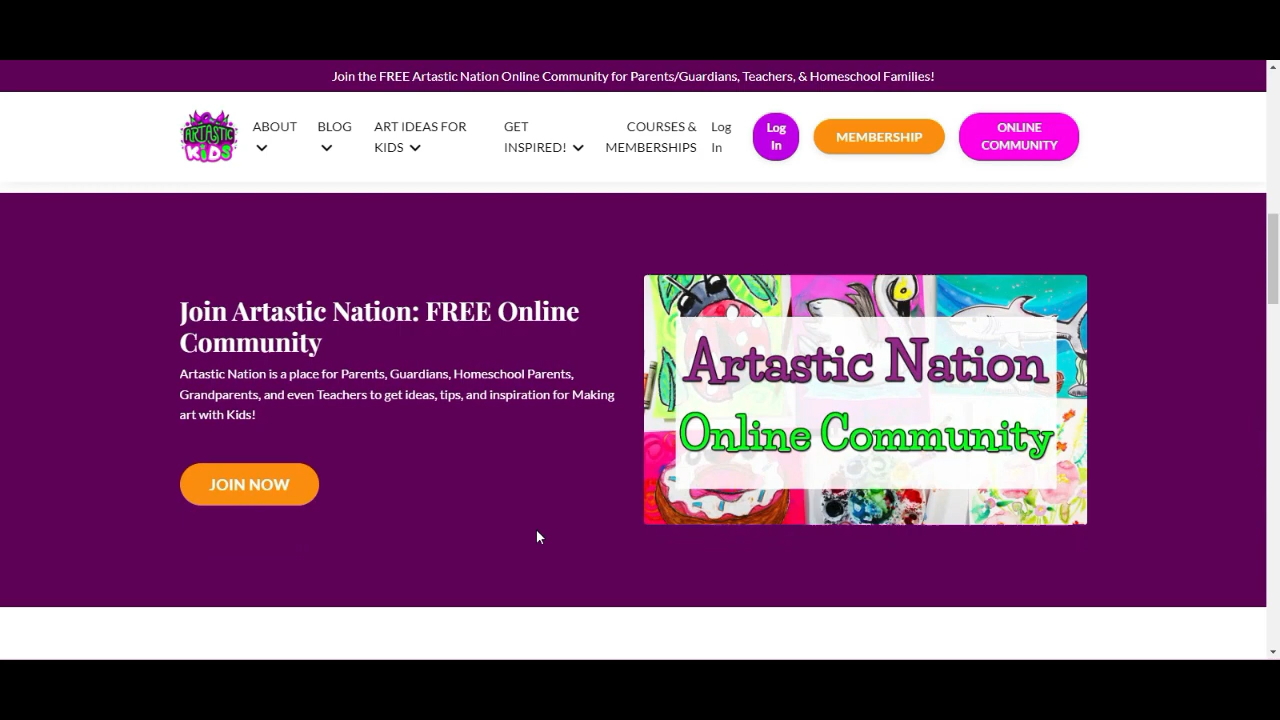 Join the FREE Artastic Nation Online Community for Parents/Guardians, Teachers, & Homeschool Families!
ARTASTIC
KiDS
ABOUT
BLOG
ART IDEAS FOR
KIDS
GET
INSPIRED!
COURSES &
MEMBERSHIPS
Log
In
Log
In
MEMBERSHIP
ONLINE
COMMUNITY
Join Artastic Nation: FREE Online
Community
Artastic Nation is a place for Parents, Guardians, Homeschool Parents,
Grandparents, and even Teachers to get ideas, tips, and inspiration for Making
art with Kids!
JOIN NOW
Artastic Nation
Online Community